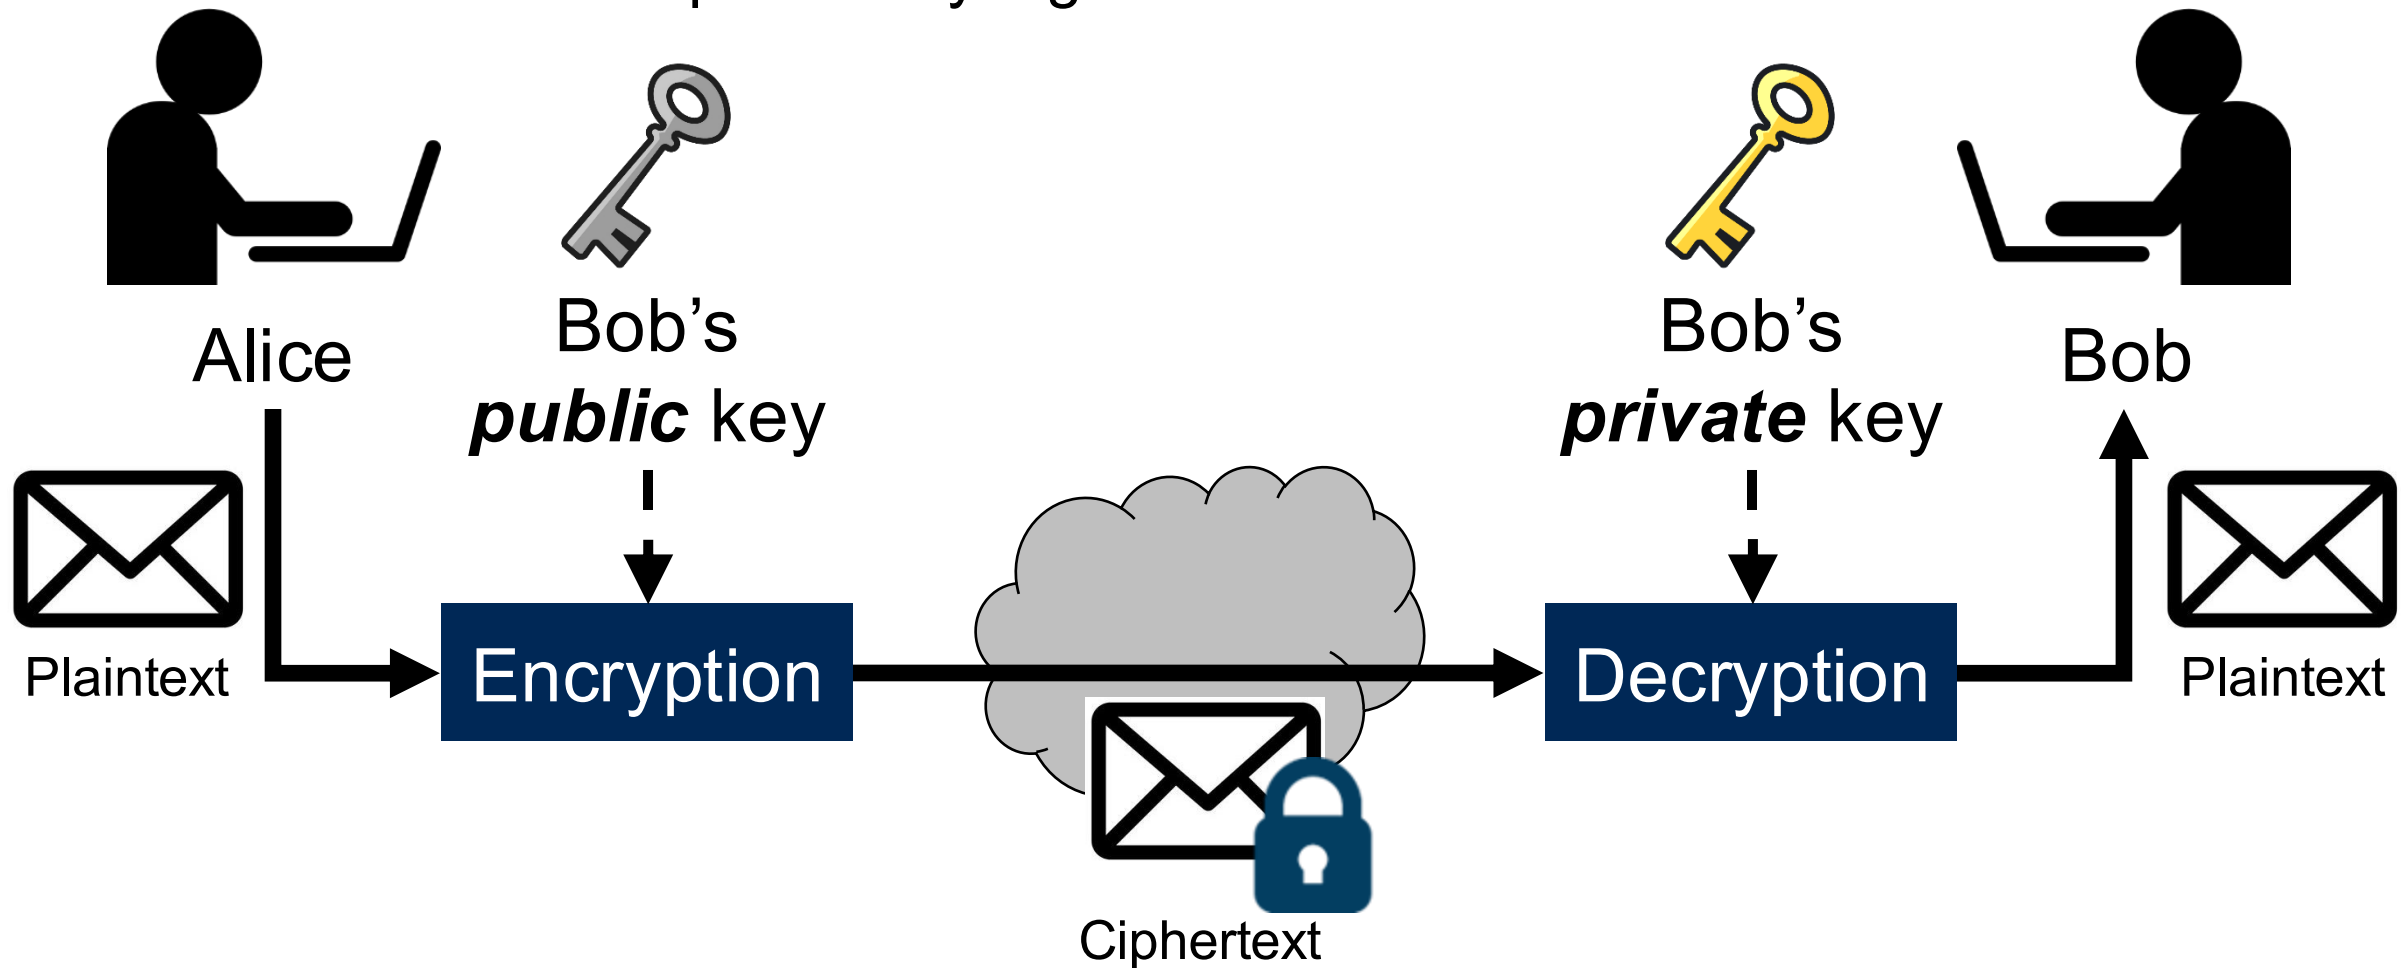 Alice
Bob’s
public key
Bob’s
private key
Bob
Plaintext
Encryption
Decryption
Plaintext
Ciphertext